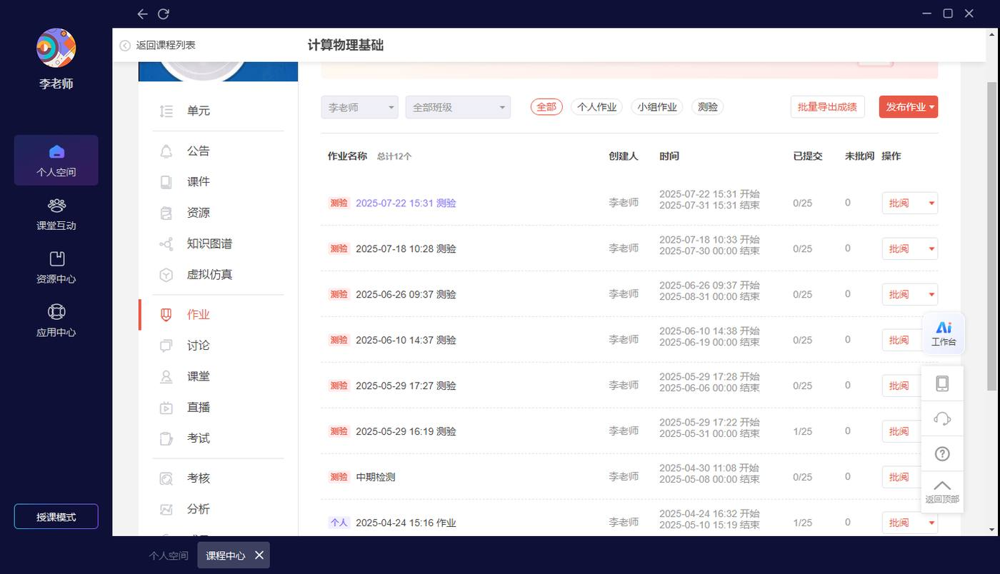 返回课程列表
计算物理基础
李老师
个人空间
课堂互动
资源中心
应用中心
授课模式
单元
公告
课件
资源
知识图谱
虚拟仿真
作业
讨论
课堂
直播
考试
考核
分析
李老师 全部班级 全部 个人作业 小组作业 测验 批量导出成绩 发布作业
作业名称 总计12个 创建人 时间 已提交 未批阅 操作
测验 2025-07-22 15:31 测验 李老师 2025-07-22 15:31 开始 0/25 0 批阅
2025-07-31 15:31 结束
测验 2025-07-18 10:28 测验 李老师 2025-07-18 10:33 开始 0/25 0 批阅
2025-07-30 00:00 结束
测验 2025-06-26 09:37 测验 李老师 2025-06-26 09:37 开始 0/25 0 批阅
2025-08-31 00:00 结束
测验 2025-06-10 14:37 测验 李老师 2025-06-10 14:38 开始 0/25 0 批阅
2025-06-19 00:00 结束
测验 2025-05-29 17:27 测验 李老师 2025-05-29 17:28 开始 0/25 0 批阅
2025-06-06 00:00 结束
测验 2025-05-29 16:19 测验 李老师 2025-05-29 17:22 开始 1/25 0 批阅
2025-05-31 00:00 结束
测验 中期检测 李老师 2025-04-30 11:08 开始 0/25 0 批阅
2025-05-08 00:00 结束
个人 2025-04-24 15:16 作业 李老师 2025-04-24 16:32 开始 1/25 0 批阅
2025-05-10 15:19 结束
Ai
工作台
返回顶部
个人空间 课程中心